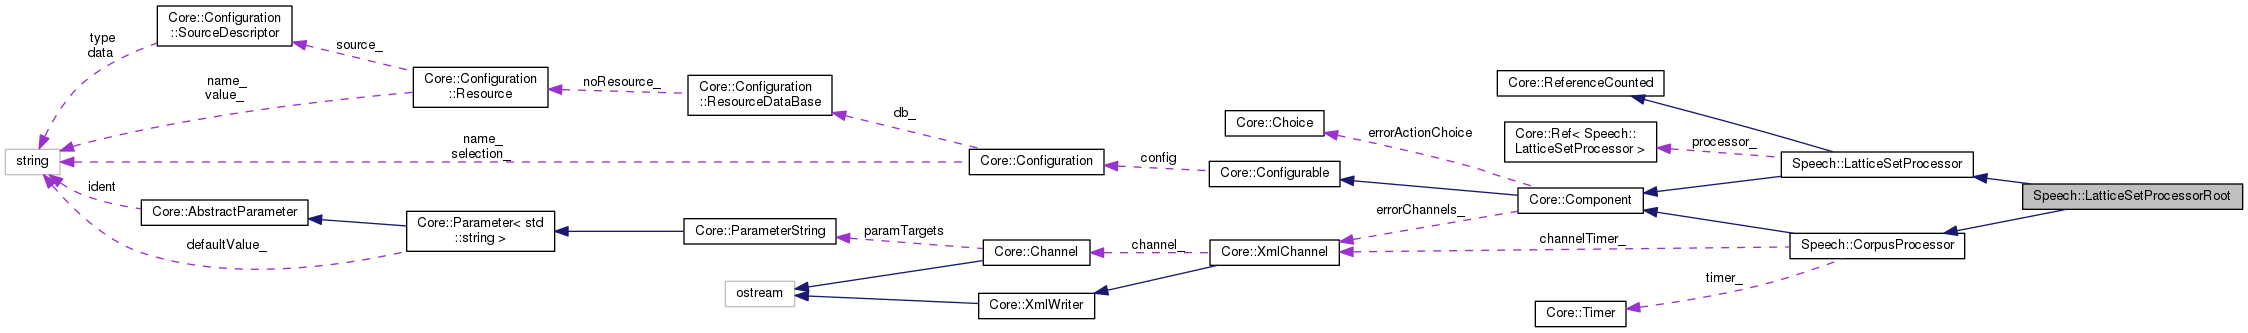 Core::Configuration
::SourceDescriptor
type
data
source_
Core::Configuration
::Resource
name_
value_
noResource_
Core::Configuration
::ResourceDataBase
db_
string
name_
selection_
Core::Configuration
config
Core::Configurable
Core::Choice
errorActionChoice
Core::ReferenceCounted
Core::Ref< Speech::
LatticeSetProcessor >
processor_
Speech::LatticeSetProcessor
Speech::LatticeSetProcessorRoot
Core::Component
ident
Core::AbstractParameter
defaultValue_
Core::Parameter< std
::string >
Core::ParameterString
paramTargets
Core::Channel
channel_
Core::XmlChannel
errorChannels_
channelTimer_
Speech::CorpusProcessor
ostream
Core::XmlWriter
timer_
Core::Timer